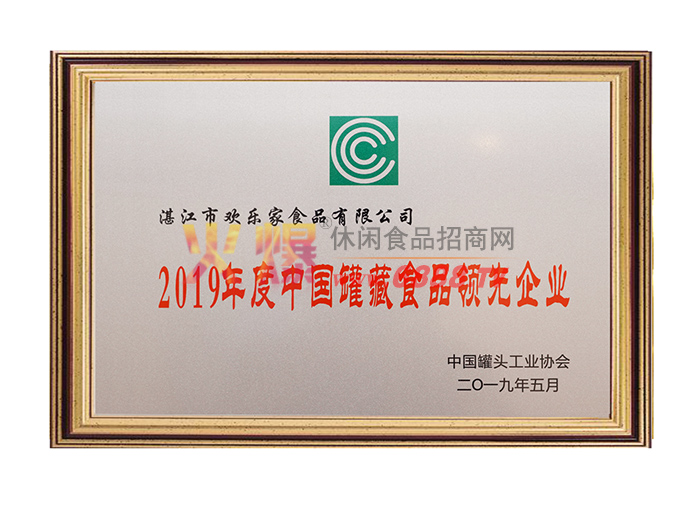 湛江市欢乐家食品有限公司
火爆®休闲食品招商网
2019年度中国罐藏食品领先企业
中国罐头工业协会
二〇一九年五月